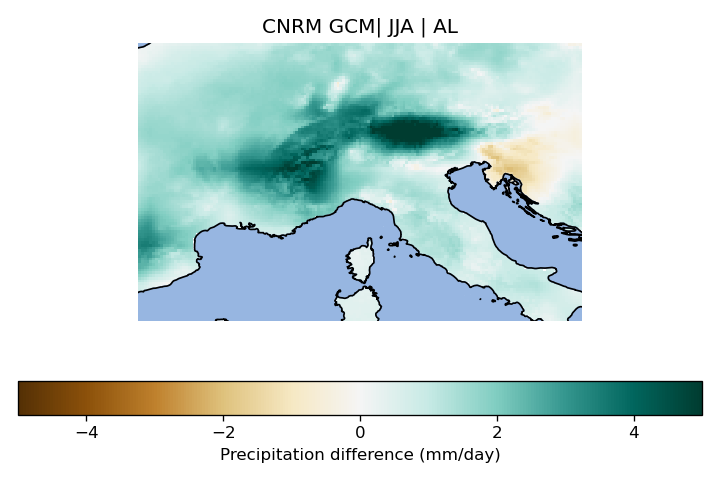 CNRM GCM| JJA | AL
−4 −2 0 2 4
Precipitation difference (mm/day)